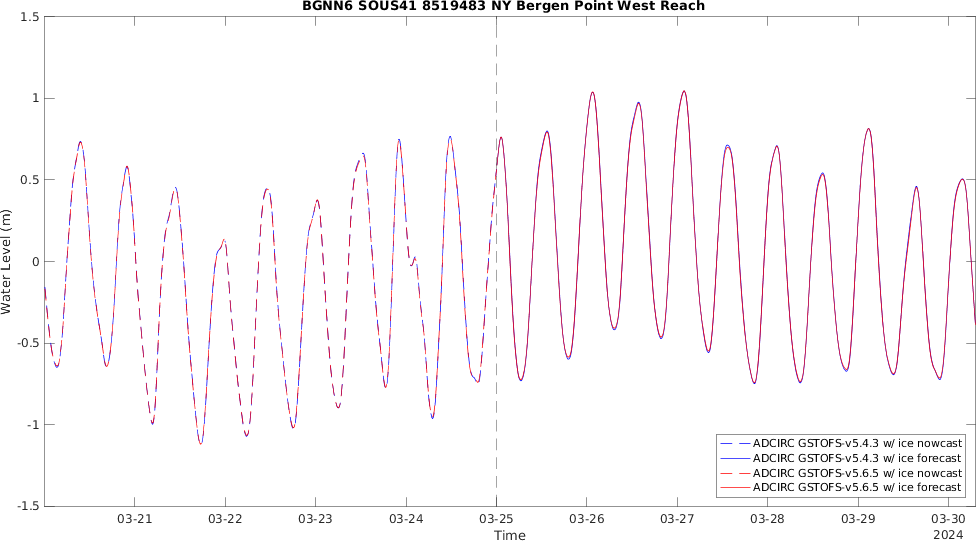 BGNN6 SOUS41 8519483 NY Bergen Point West Reach
1.5
1
0.5
0
-0.5
-1
-1.5
Water Level (m)
03-21 03-22 03-23 03-24 03-25 03-26 03-27 03-28 03-29 03-30
2024
Time
ADCIRC GSTOFS-v5.4.3 w/ ice nowcast
ADCIRC GSTOFS-v5.4.3 w/ ice forecast
ADCIRC GSTOFS-v5.6.5 w/ ice nowcast
ADCIRC GSTOFS-v5.6.5 w/ ice forecast